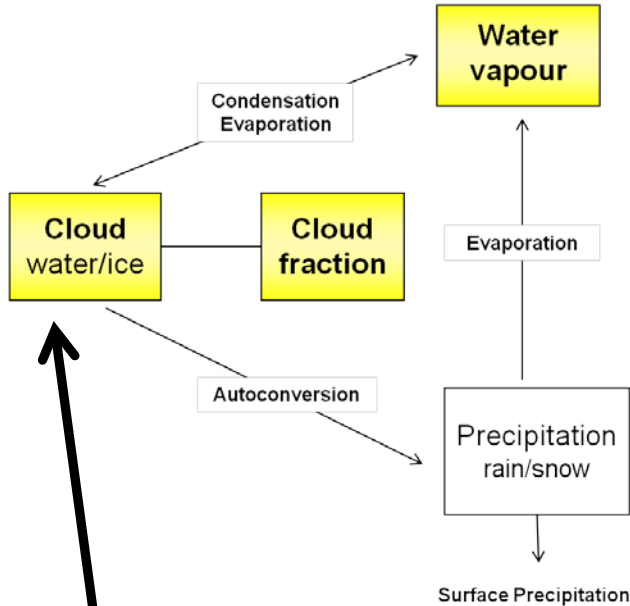 Water
vapour
Condensation
Evaporation
Cloud
water/ice
Cloud
fraction
Evaporation
Autoconversion
Precipitation
rain/snow
Surface Precipitation